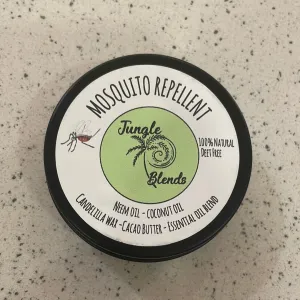 MOSQUITO REPELLENT
Jungle
Blends
100% Natural
Deet Free
Neem oil - Coconut oil
Candelilla wax - Cacao Butter - Essential oil blend